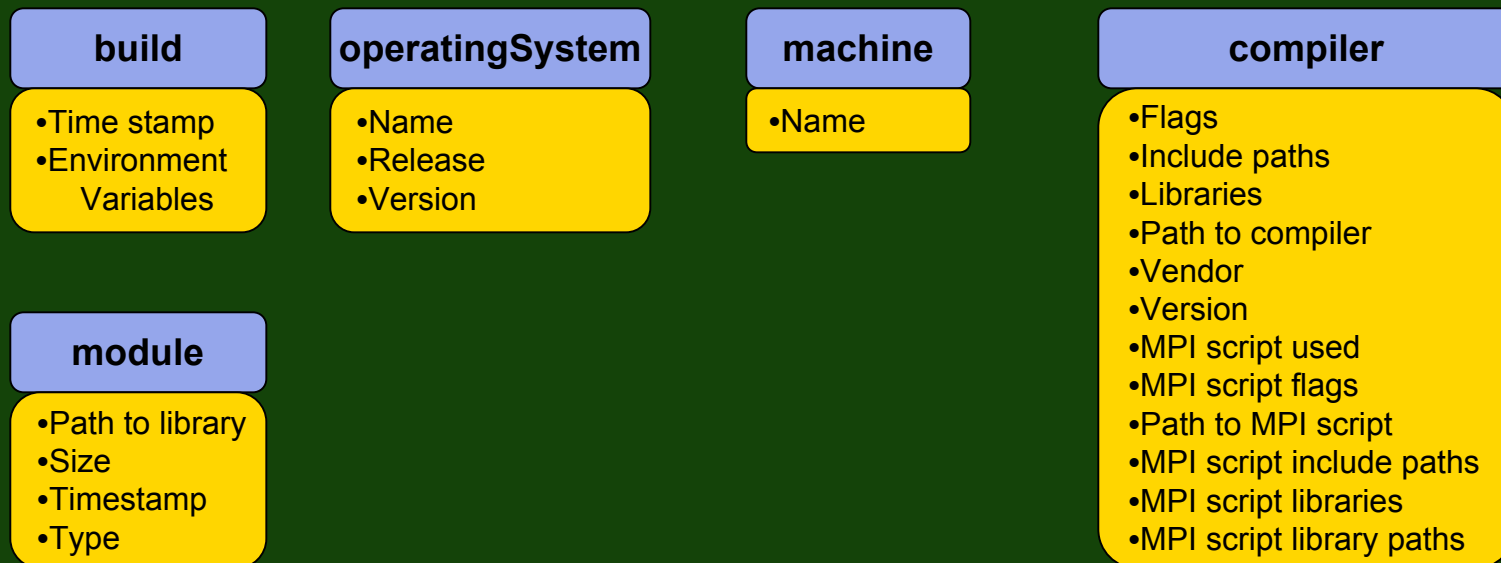 build
•Time stamp
•Environment
Variables
operatingSystem
•Name
•Release
•Version
machine
•Name
compiler
•Flags
•Include paths
•Libraries
•Path to compiler
•Vendor
•Version
•MPI script used
•MPI script flags
•Path to MPI script
•MPI script include paths
•MPI script libraries
•MPI script library paths
module
•Path to library
•Size
•Timestamp
•Type